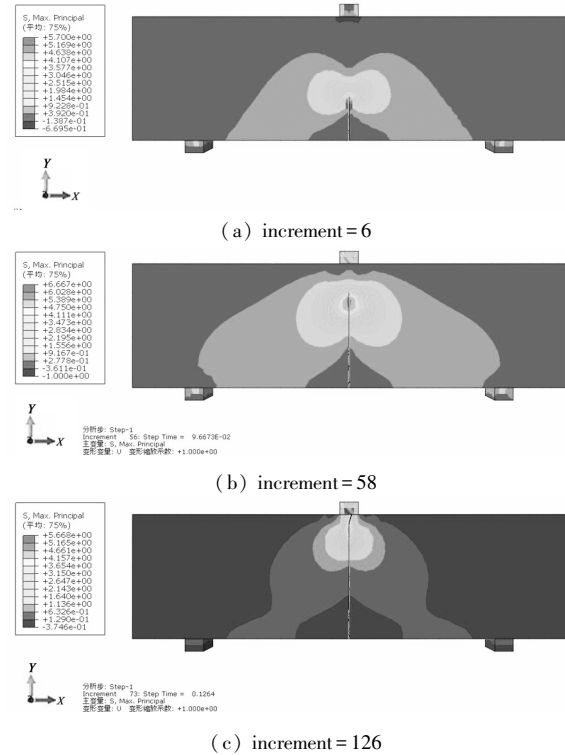 S, Max. Principal
(平均: 75%)
+5.700e+00
+5.169e+00
+4.638e+00
+4.107e+00
+3.577e+00
+3.046e+00
+2.515e+00
+1.984e+00
+1.454e+00
+9.228e-01
+3.920e-01
-1.387e-01
-6.695e-01
Y
X
(a) increment = 6
S, Max. Principal
(平均: 75%)
+6.667e+00
+6.028e+00
+5.389e+00
+4.750e+00
+4.111e+00
+3.473e+00
+2.834e+00
+2.195e+00
+1.556e+00
+9.167e-01
+2.778e-01
-3.611e-01
-1.000e+00
Y
X
分析步: Step-1
Increment 56: Step Time = 9.6673E-02
主变量: S, Max. Principal
变形变量: U 变形缩放系数: +1.000e+00
(b) increment = 58
S, Max. Principal
(平均: 75%)
+5.668e+00
+5.165e+00
+4.661e+00
+4.157e+00
+3.654e+00
+3.150e+00
+2.647e+00
+2.143e+00
+1.640e+00
+1.136e+00
+6.326e-01
+1.290e-01
-3.746e-01
Y
X
分析步: Step-1
Increment 73: Step Time = 0.1264
主变量: S, Max. Principal
变形变量: U 变形缩放系数: +1.000e+00
(c) increment = 126